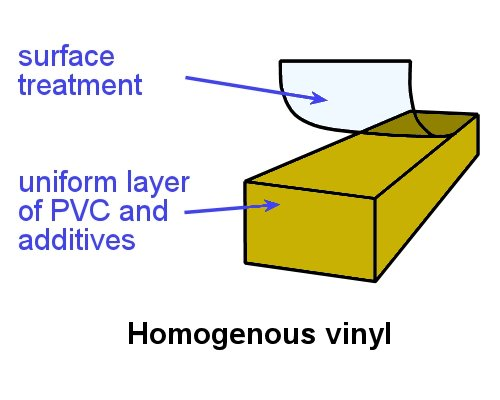 surface
treatment
uniform layer
of PVC and
additives
Homogenous vinyl